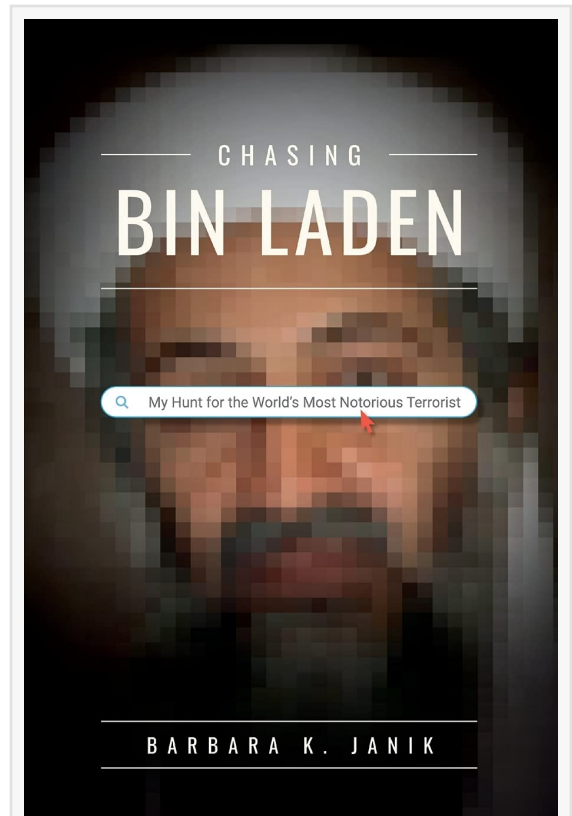 CHASING
BIN LADEN
My Hunt for the World's Most Notorious Terrorist
BARBARA K. JANIK